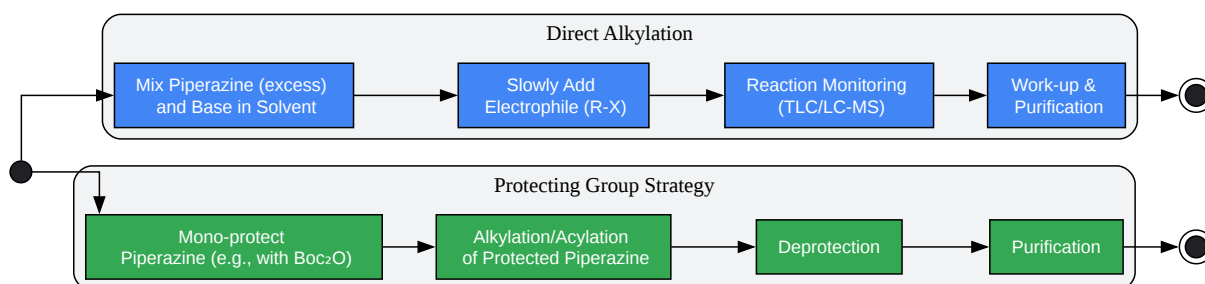 Direct Alkylation
Mix Piperazine (excess)
and Base in Solvent
Slowly Add
Electrophile (R-X)
Reaction Monitoring
(TLC/LC-MS)
Work-up &
Purification
Protecting Group Strategy
Mono-protect
Piperazine (e.g., with Boc₂O)
Alkylation/Acylation
of Protected Piperazine
Deprotection
Purification